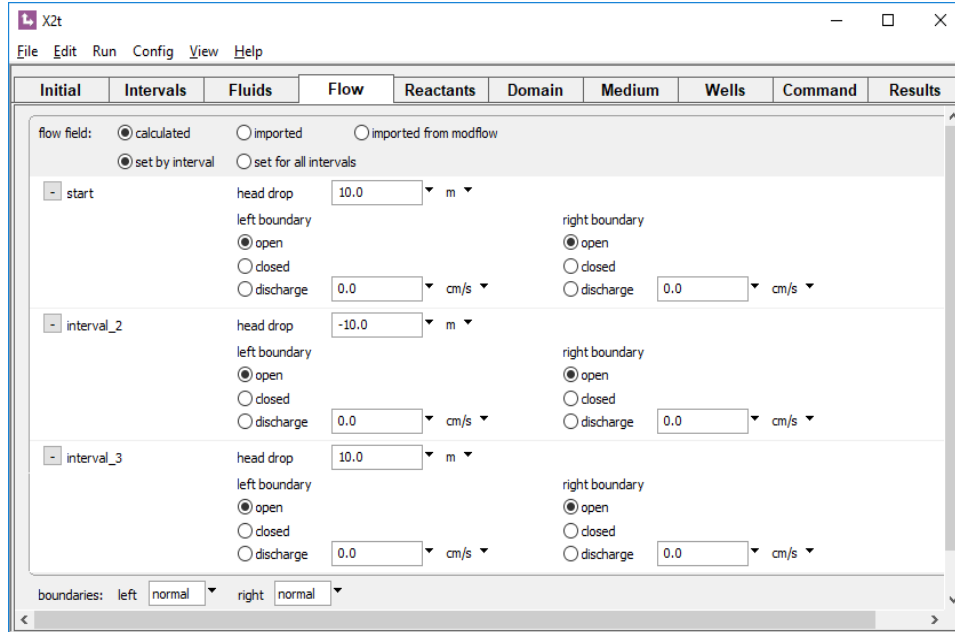 X2t
File Edit Run Config View Help
Initial Intervals Fluids Flow Reactants Domain Medium Wells Command Results
flow field: calculated imported imported from modflow
set by interval set for all intervals
- start head drop 10.0 m
left boundary right boundary
open open
closed closed
discharge 0.0 cm/s discharge 0.0 cm/s
- interval_2 head drop -10.0 m
left boundary right boundary
open open
closed closed
discharge 0.0 cm/s discharge 0.0 cm/s
- interval_3 head drop 10.0 m
left boundary right boundary
open open
closed closed
discharge 0.0 cm/s discharge 0.0 cm/s
boundaries: left normal right normal